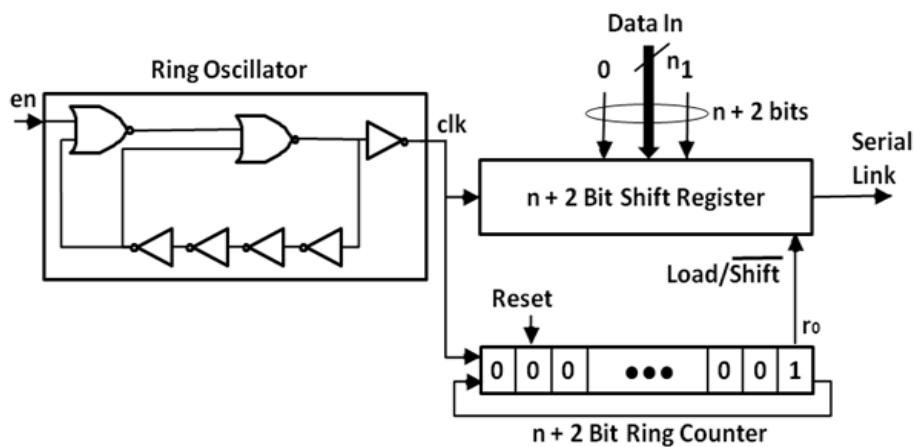 Data In
Ring Oscillator
0
n
1
en
clk
n + 2 bits
Serial
Link
n + 2 Bit Shift Register
Load/Shift
Reset
r0
0 0 0 ••• 0 0 1
n + 2 Bit Ring Counter